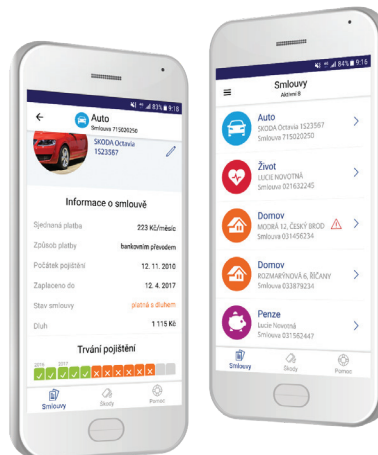 83% 9:18
Auto
Smlouva 715020250
ŠKODA Octavia
1S23567
Informace o smlouvě
Sjednaná platba 223 Kč/měsíc
Způsob platby bankovním převodem
Počátek pojištění 12. 11. 2010
Zaplaceno do 12. 4. 2017
Stav smlouvy platná s dluhem
Dluh 1 115 Kč
Trvání pojištění
2016 2017
Smlouvy Škody Pomoc
84% 9:16
Smlouvy
Aktivní 8
Auto
ŠKODA Octavia 1S23567
Smlouva 715020250
Život
LUCIE NOVOTNÁ
Smlouva 021632245
Domov
MODRÁ 12, ČESKÝ BROD
Smlouva 031456234
Domov
ROZMARÝNOVÁ 6, ŘÍČANY
Smlouva 033879234
Penze
Lucie Novotná
Smlouva 031562447
Smlouvy Škody Pomoc